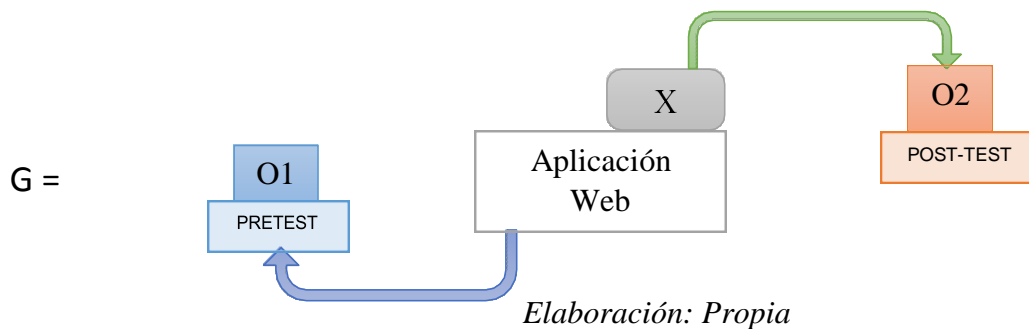 G =
O1
PRETEST
X
Aplicación
Web
O2
POST-TEST
Elaboración: Propia